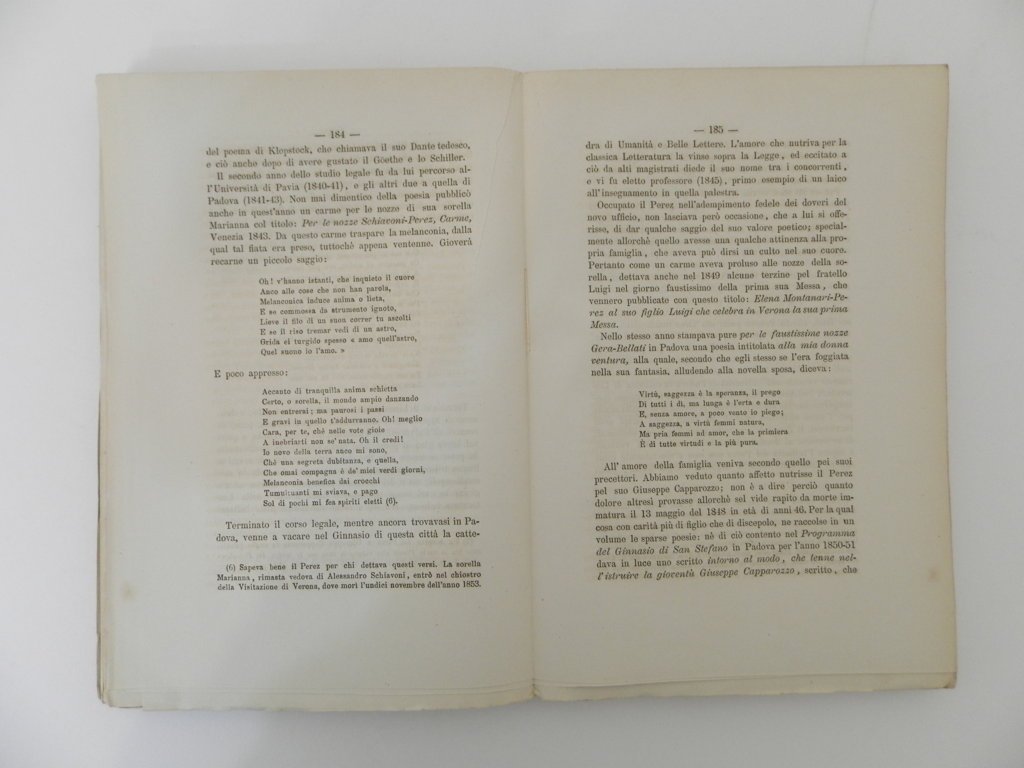 — 184 —
del poema di Klopstock, che chiamava il suo Dante tedesco,
e ciò anche dopo di avere gustato il Goethe e lo Schiller.
Il secondo anno dello studio legale fu da lui percorso al-
l'Università di Pavia (1840-41), e gli altri due a quella di
Padova (1841-43). Non mai dimentico della poesia pubblicò
anche in quest'anno un carme per le nozze di sua sorella
Marianna col titolo: Per le nozze Schiavoni-Perez, Carme,
Venezia 1843. Da questo carme traspare la melanconia, dalla
qual tal fiata era preso, tuttochè appena ventenne. Gioverà
recarne un piccolo saggio:
Oh! v'hanno istanti, che inquieto il cuore
Anco alle cose che non han parola,
Melanconica induce anima o lieta,
E se commossa da strumento ignoto,
Lieve il filo di un suon correr tu ascolti
E se il riso tremar vedi di un astro,
Grida ei turgido spesso « amo quell'astro,
Quel suono io l'amo. »
E poco appresso:
Accanto di tranquilla anima schietta
Certo, o sorella, il mondo ampio danzando
Non entrerai; ma paurosi i passi
E gravi in quello t'addurranno. Oh! meglio
Cara, per te, chè nelle vote gioie
A inebriarti non se' nata. Oh il credi!
Io novo della terra anco mi sono,
Chè una segreta dubitanza, e quella,
Che omai compagna è de' miei verdi giorni,
Melanconia benefica dai crocchi
Tumultuanti mi sviava, e pago
Sol di pochi mi fea spiriti eletti (6).
Terminato il corso legale, mentre ancora trovavasi in Pa-
dova, venne a vacare nel Ginnasio di questa città la catte-
(6) Sapeva bene il Perez per chi dettava questi versi. La sorella
Marianna, rimasta vedova di Alessandro Schiavoni, entrò nel chiostro
della Visitazione di Verona, dove morì l'undici novembre dell'anno 1853.
— 185 —
dra di Umanità e Belle Lettere. L'amore che nutriva per la
classica Letteratura la vinse sopra la Legge, ed eccitato a
ciò da alti magistrati diede il suo nome tra i concorrenti,
e vi fu eletto professore (1845), primo esempio di un laico
all'insegnamento in quella palestra.
Occupato il Perez nell'adempimento fedele dei doveri del
novo ufficio, non lasciava però occasione, che a lui si offe-
risse, di dar qualche saggio del suo valore poetico; special-
mente allorchè quello avesse una qualche attinenza alla pro-
pria famiglia, che aveva può dirsi un culto nel suo cuore.
Pertanto come un carme aveva proluso alle nozze della so-
rella, dettava anche nel 1849 alcune terzine pel fratello
Luigi nel giorno faustissimo della prima sua Messa, che
vennero pubblicate con questo titolo: Elena Montanari-Pe-
rez al suo figlio Luigi che celebra in Verona la sua prima
Messa.
Nello stesso anno stampava pure per le faustissime nozze
Gera-Bellati in Padova una poesia intitolata alla mia donna
ventura, alla quale, secondo che egli stesso se l'era foggiata
nella sua fantasia, alludendo alla novella sposa, diceva:
Virtù, saggezza è la speranza, il prego
Di tutti i dì, ma lunga è l'erta e dura
E, senza amore, a poco vento io piego;
A saggezza, a virtù femmi natura,
Ma pria femmi ad amor, che la primiera
È di tutte virtudi e la più pura.
All' amore della famiglia veniva secondo quello pei suoi
precettori. Abbiamo veduto quanto affetto nutrisse il Perez
pel suo Giuseppe Capparozzo; non è a dire perciò quanto
dolore altresì provasse allorchè sel vide rapito da morte im-
matura il 13 maggio del 1848 in età di anni 46. Per la qual
cosa con carità più di figlio che di discepolo, ne raccolse in un
volume le sparse poesie: nè di ciò contento nel Programma
del Ginnasio di San Stefano in Padova per l'anno 1850-51
dava in luce uno scritto intorno al modo, che tenne nel-
l'istruire la gioventù Giuseppe Capparozzo, scritto, che